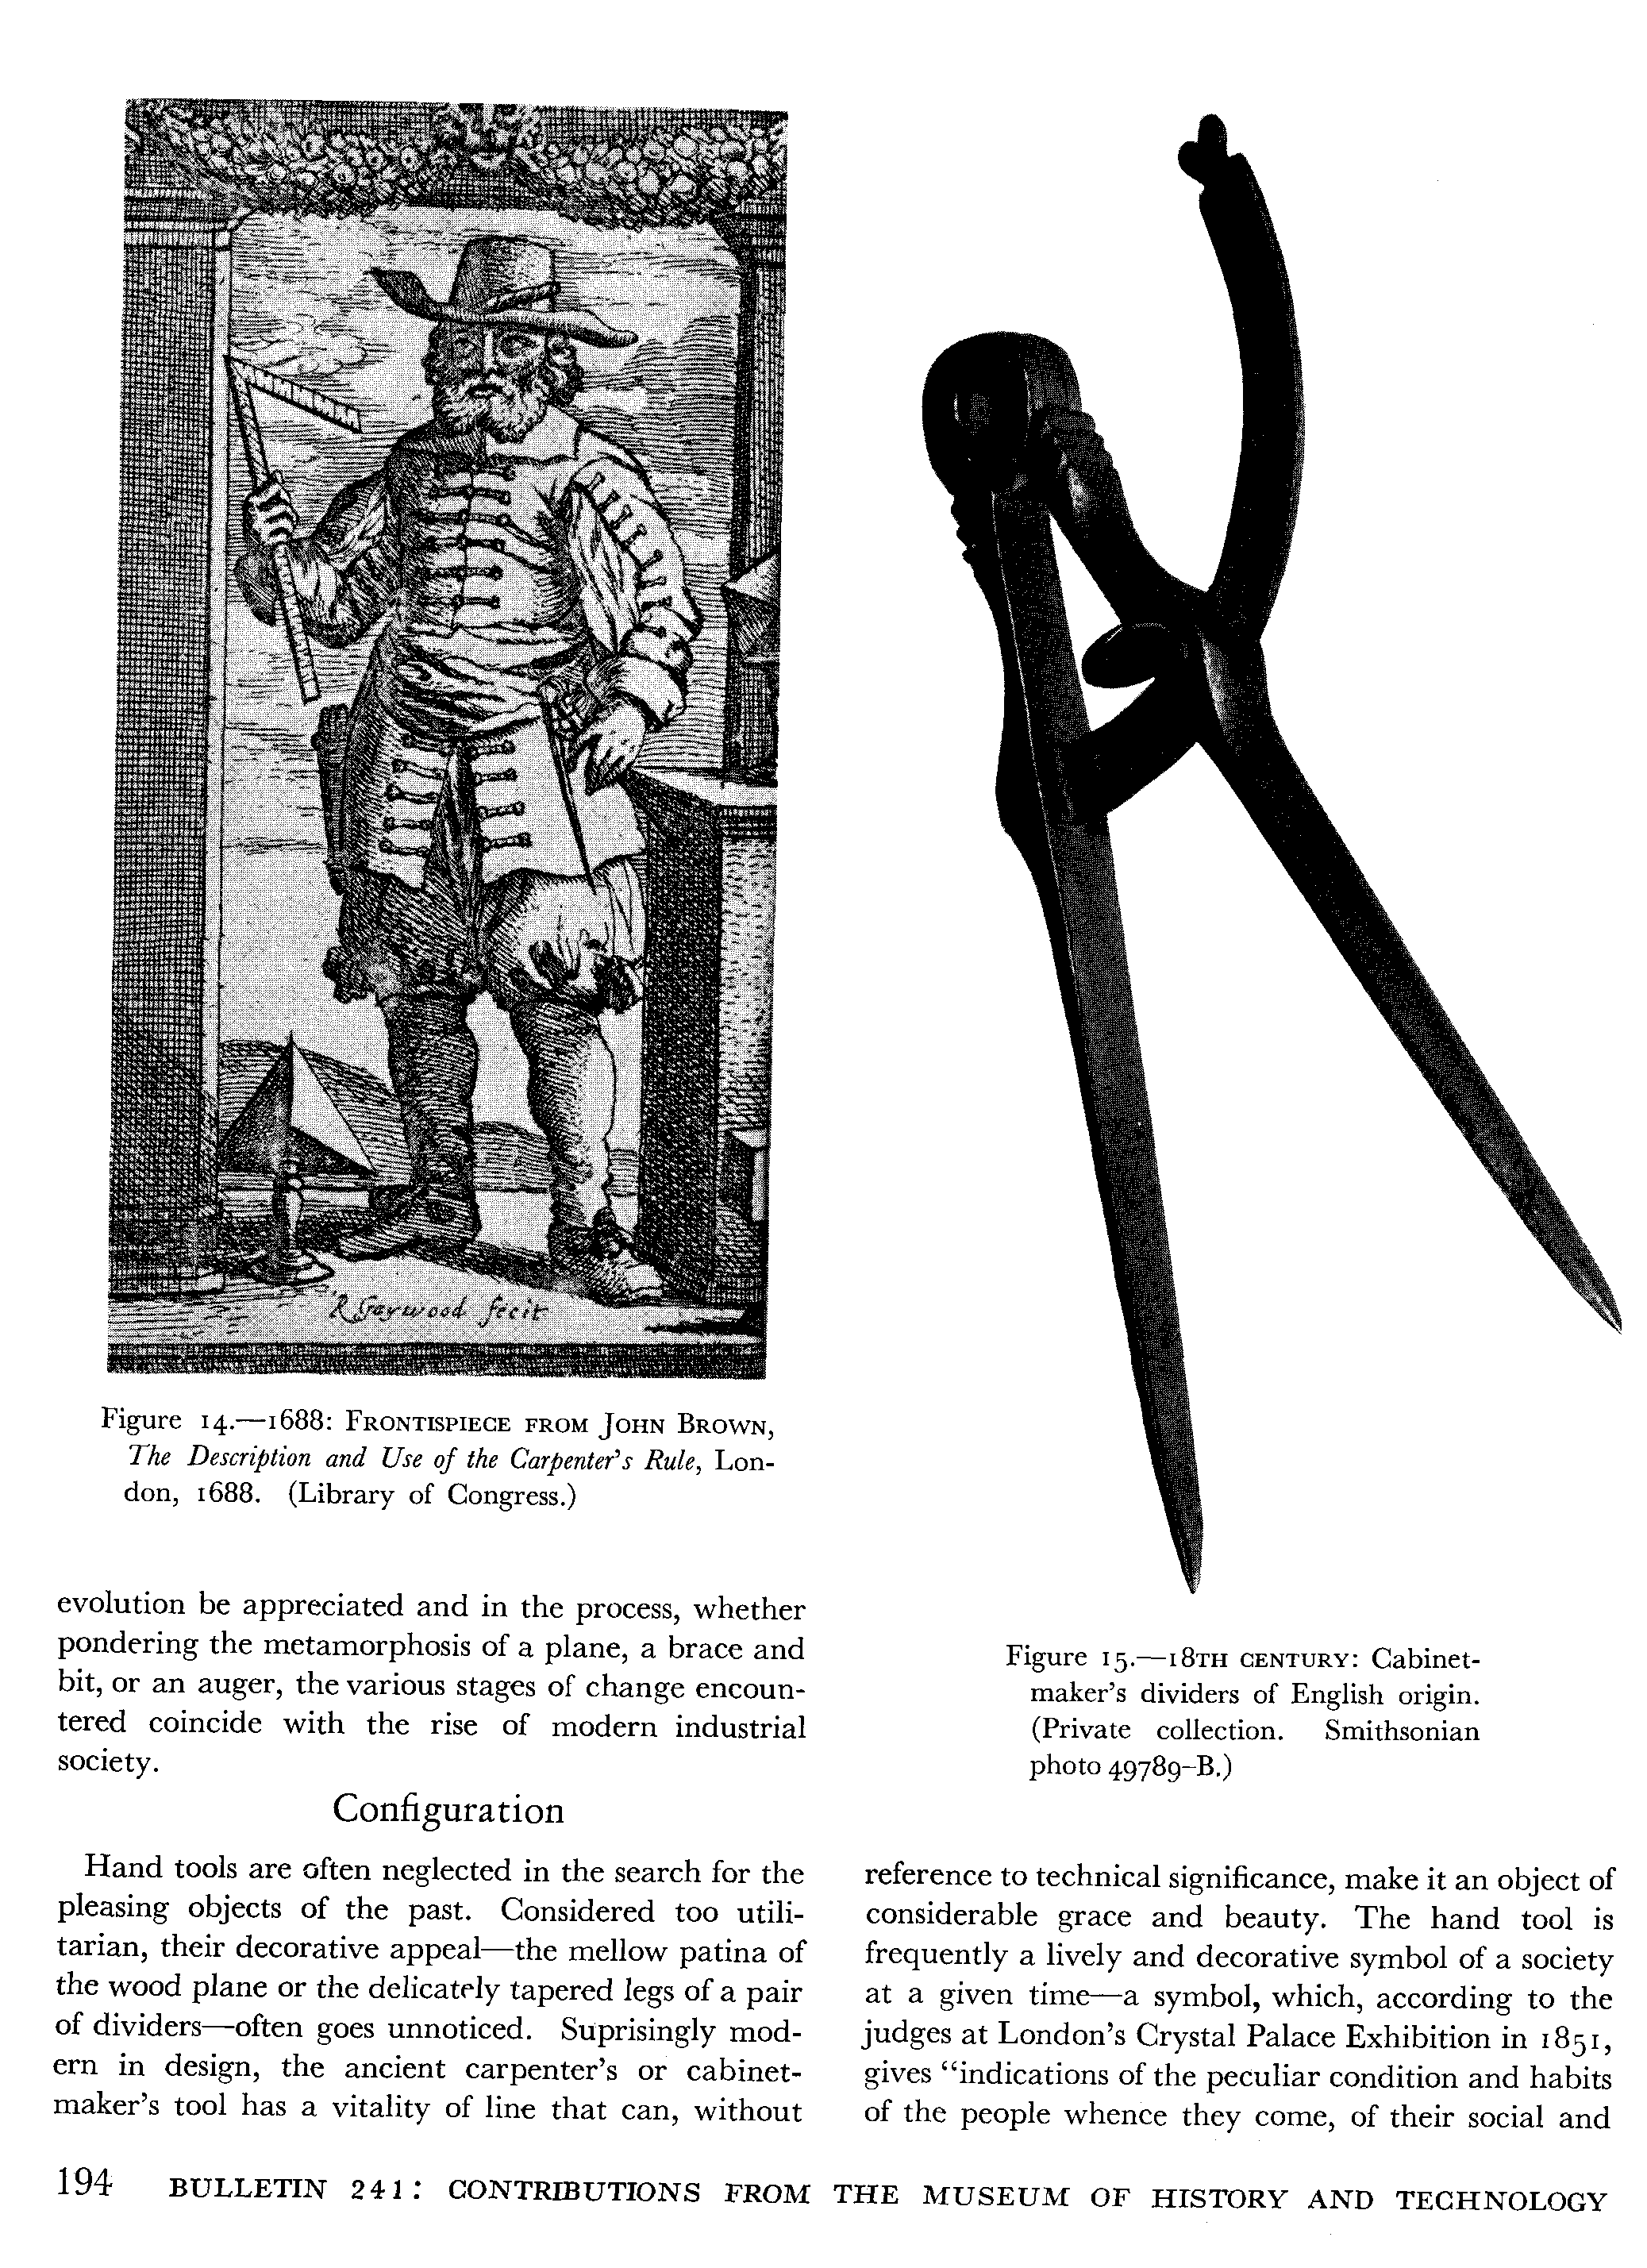 R Gaywood fecit
Figure 14.—1688: Frontispiece from John Brown,
The Description and Use of the Carpenter's Rule, Lon-
don, 1688. (Library of Congress.)
evolution be appreciated and in the process, whether
pondering the metamorphosis of a plane, a brace and
bit, or an auger, the various stages of change encoun-
tered coincide with the rise of modern industrial
society.
Configuration
Hand tools are often neglected in the search for the
pleasing objects of the past. Considered too utili-
tarian, their decorative appeal—the mellow patina of
the wood plane or the delicately tapered legs of a pair
of dividers—often goes unnoticed. Suprisingly mod-
ern in design, the ancient carpenter's or cabinet-
maker's tool has a vitality of line that can, without
Figure 15.—18th century: Cabinet-
maker's dividers of English origin.
(Private collection. Smithsonian
photo 49789–B.)
reference to technical significance, make it an object of
considerable grace and beauty. The hand tool is
frequently a lively and decorative symbol of a society
at a given time—a symbol, which, according to the
judges at London's Crystal Palace Exhibition in 1851,
gives “indications of the peculiar condition and habits
of the people whence they come, of their social and
194 BULLETIN 241: CONTRIBUTIONS FROM THE MUSEUM OF HISTORY AND TECHNOLOGY